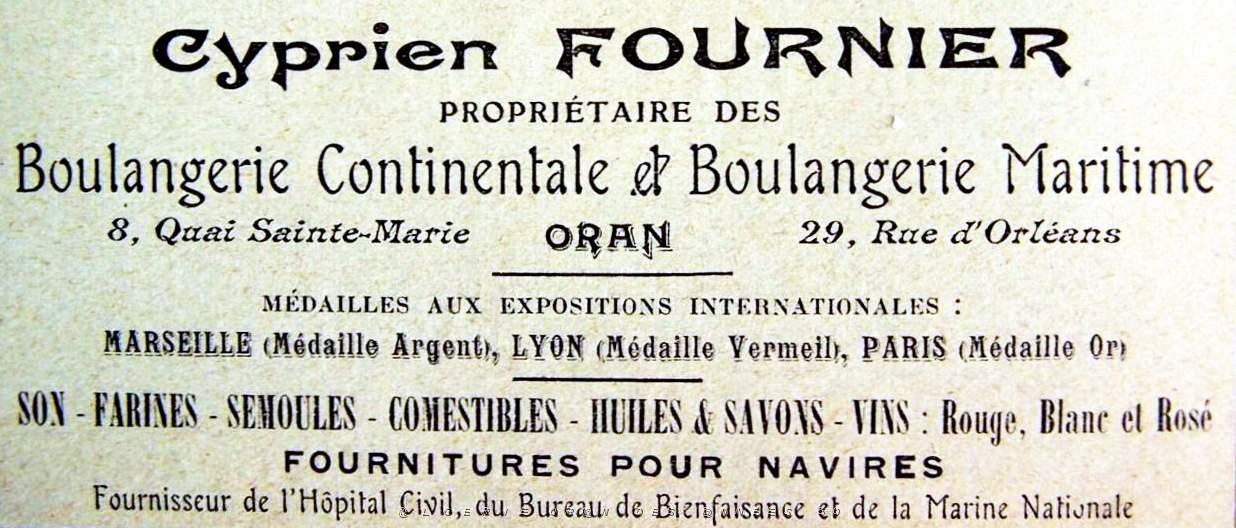 Cyprien FOURNIER
PROPRIÉTAIRE DES
Boulangerie Continentale et Boulangerie Maritime
8, Quai Sainte-Marie ORAN 29, Rue d'Orléans
MÉDAILLES AUX EXPOSITIONS INTERNATIONALES :
MARSEILLE (Médaille Argent), LYON (Médaille Vermeil), PARIS (Médaille Or)
SON - FARINES - SEMOULES - COMESTIBLES - HUILES & SAVONS - VINS : Rouge, Blanc et Rosé
FOURNITURES POUR NAVIRES
Fournisseur de l'Hôpital Civil, du Bureau de Bienfaisance et de la Marine Nationale